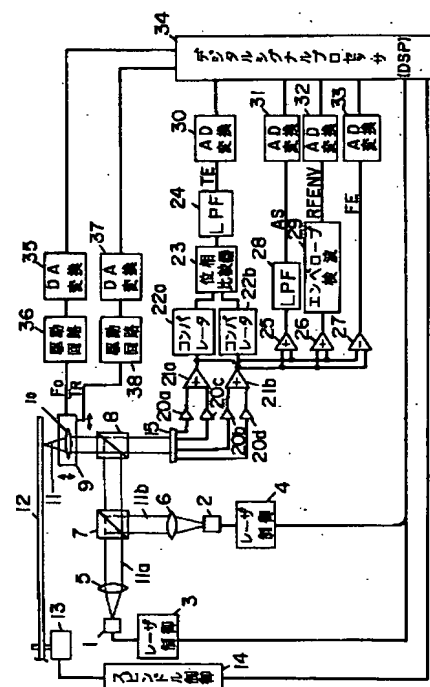 34
デジタルシグナルプロセッサ
(DSP)
30
AD
変換
31
AD
変換
32
AD
変換
33
AD
変換
TE
24
LPF
23
位相
比較器
22a
コンパ
レータ
22b
コンパ
レータ
AS
28
LPF
RFENV
29
エンベロープ
検波
FE
25
26
27
35
DA
変換
36
駆動
回路
37
DA
変換
38
駆動
回路
Fo
TR
21a
21b
20a
20c
20b
20d
15
10
11
12
9
8
7
11b
6
2
4
レーザ
制御
11a
5
1
3
レーザ
制御
13
14
スピンドル制御